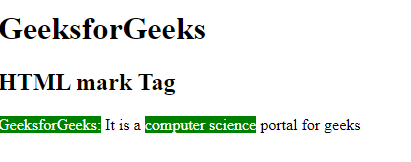 GeeksforGeeks
HTML mark Tag
GeeksforGeeks: It is a computer science portal for geeks